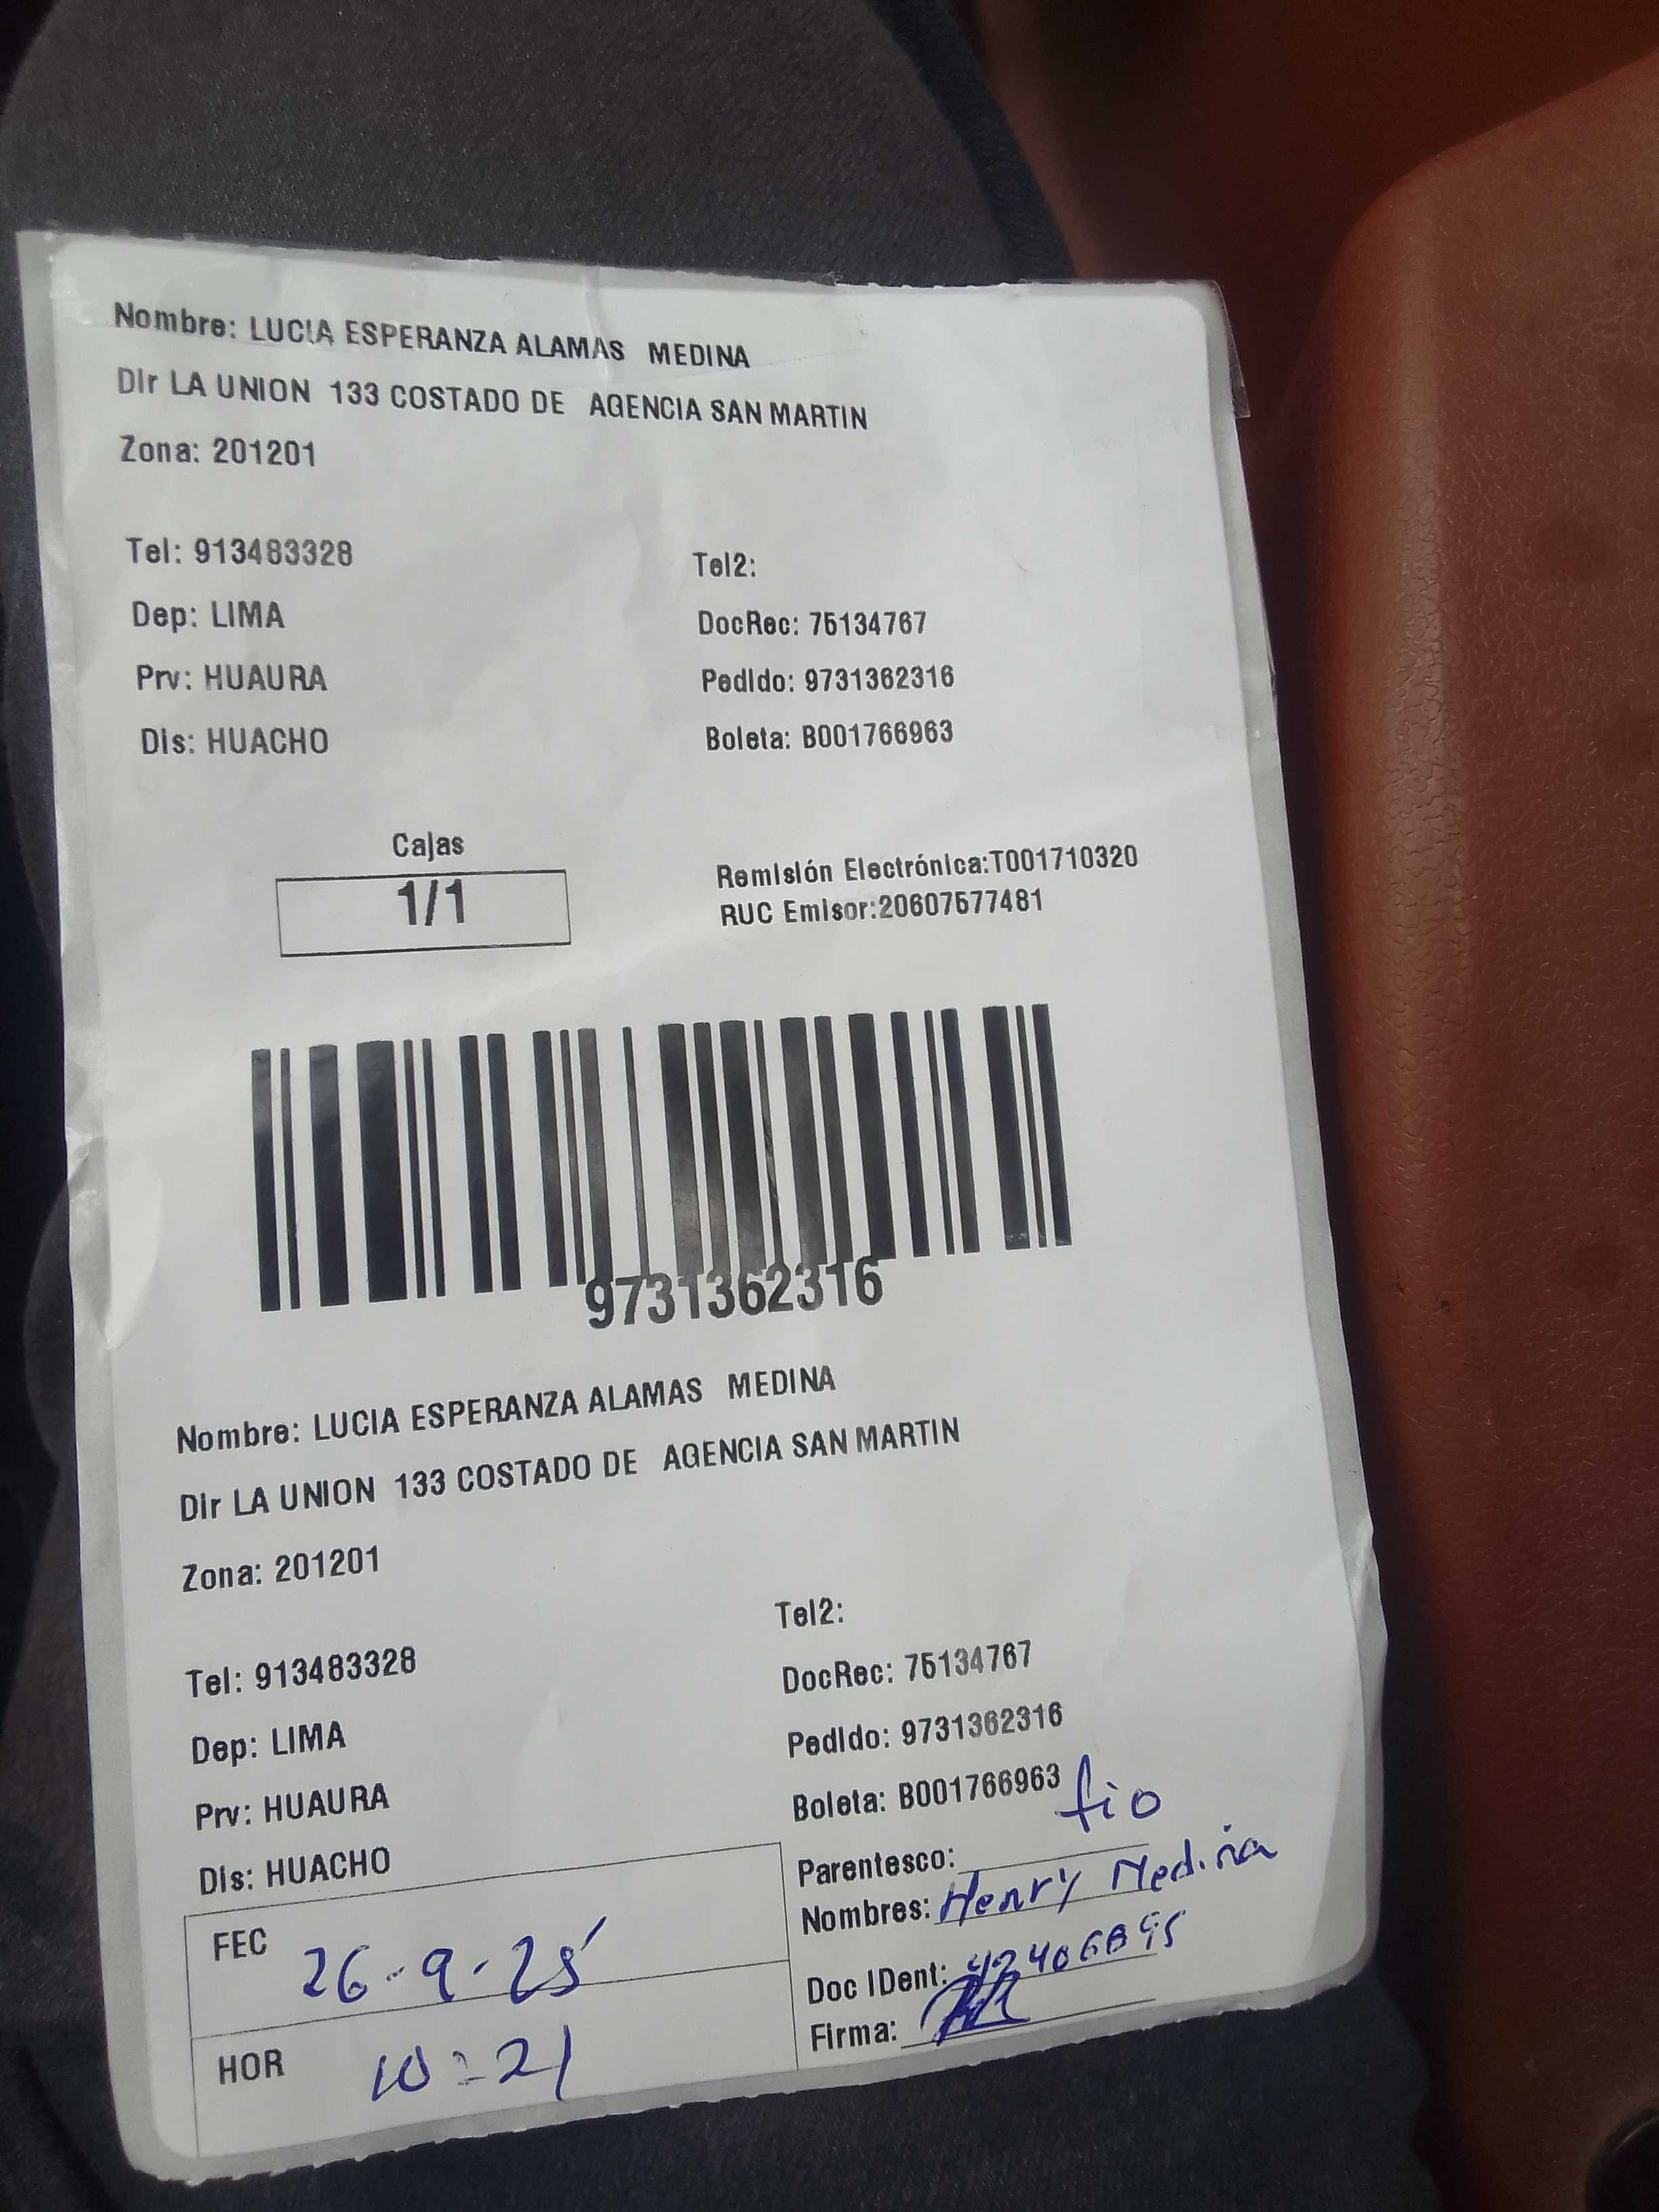 Nombre: LUCIA ESPERANZA ALAMAS MEDINA
Dir LA UNION 133 COSTADO DE AGENCIA SAN MARTIN
Zona: 201201
Tel: 913483328
Tel2:
Dep: LIMA
DocRec: 75134767
Prv: HUAURA
Pedido: 9731362316
Dis: HUACHO
Boleta: B001766963
Cajas
1/1
Remisión Electrónica:T001710320
RUC Emisor:20607577481
9731362316
Nombre: LUCIA ESPERANZA ALAMAS MEDINA
Dir LA UNION 133 COSTADO DE AGENCIA SAN MARTIN
Zona: 201201
Tel2:
Tel: 913483328
DocRec: 75134767
Dep: LIMA
Pedido: 9731362316
Prv: HUAURA
Boleta: B001766963
Dis: HUACHO
Parentesco: tio
Nombres: Henry Medina
Doc IDent:
Firma:
FEC 26-9-25
HOR 10:21